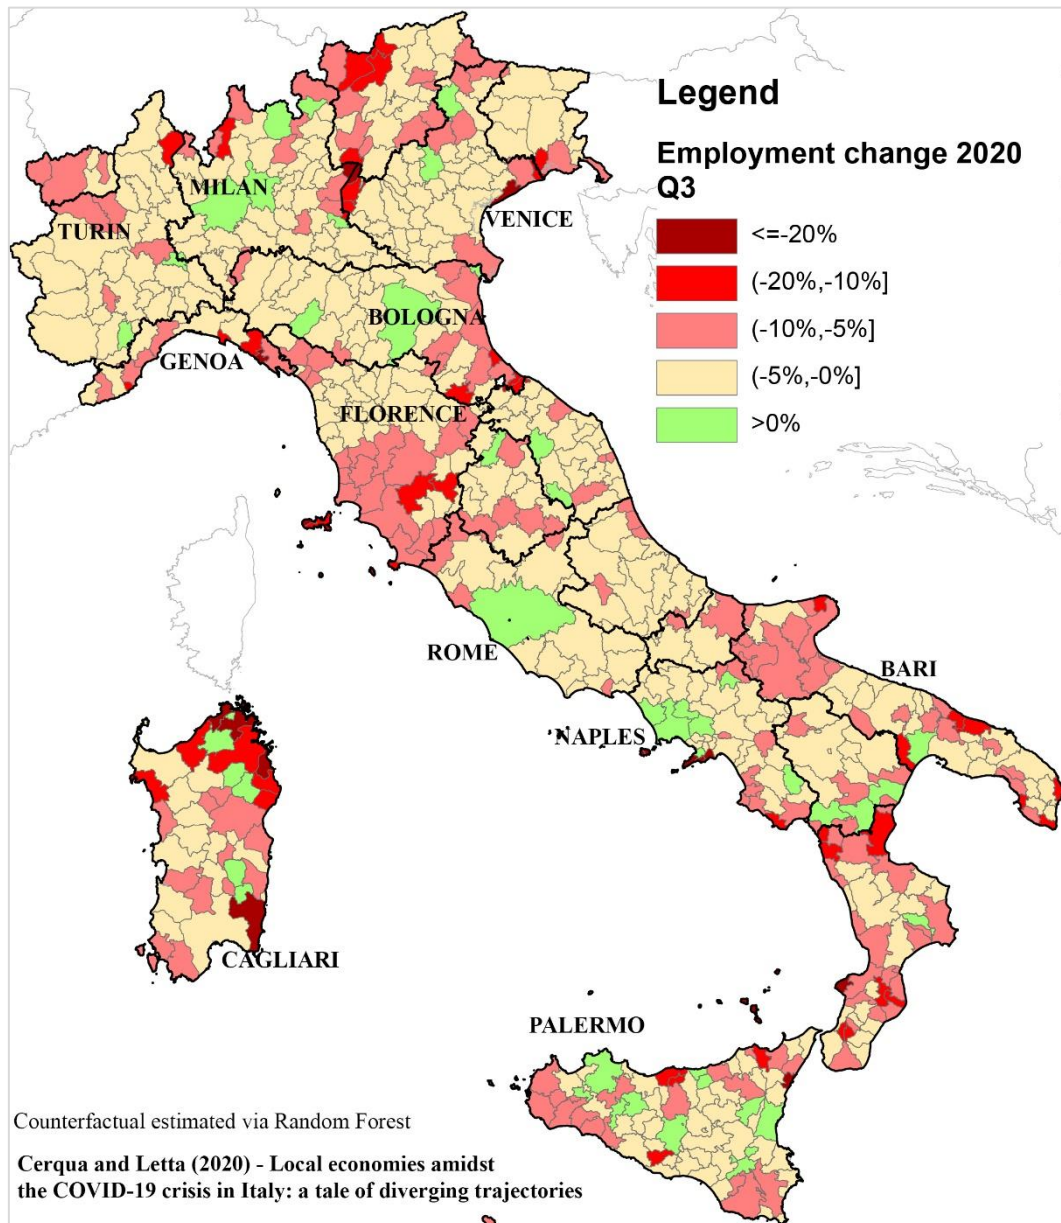 Legend
Employment change 2020
Q3
<=-20%
(-20%,-10%]
(-10%,-5%]
(-5%,-0%]
>0%
MILAN
VENICE
TURIN
BOLOGNA
GENOA
FLORENCE
ROME
BARI
NAPLES
CAGLIARI
PALERMO
Counterfactual estimated via Random Forest
Cerqua and Letta (2020) - Local economies amidst
the COVID-19 crisis in Italy: a tale of diverging trajectories